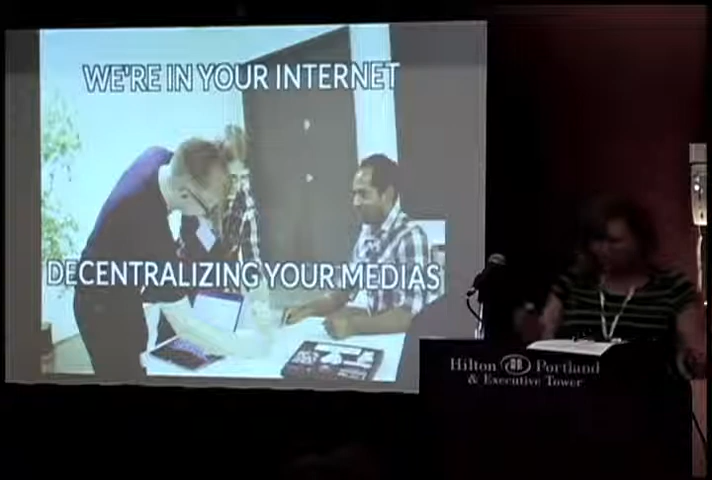 WE'RE IN YOUR INTERNET
DECENTRALIZING YOUR MEDIAS
Hilton Portland
& Executive Tower